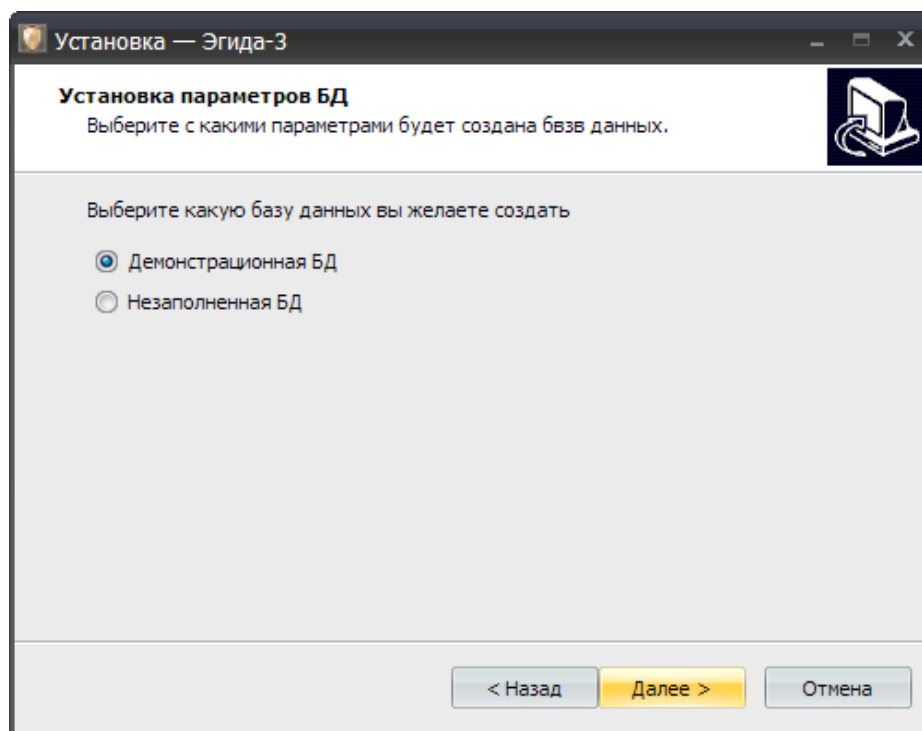 Установка — Эгида-3
Установка параметров БД
Выберите с какими параметрами будет создана бвзв данных.
Выберите какую базу данных вы желаете создать
Демонстрационная БД
Незаполненная БД
< Назад
Далее >
Отмена